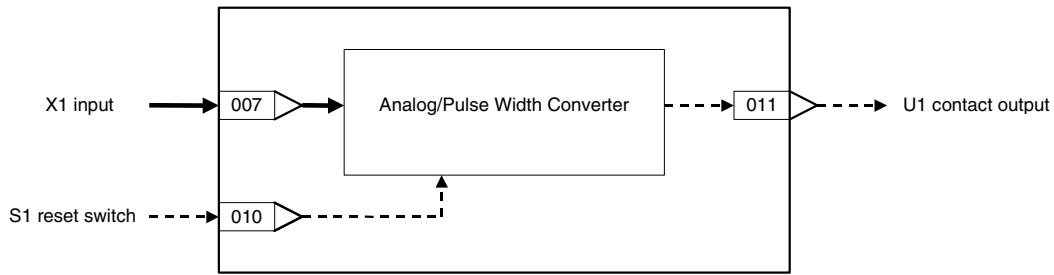 X1 input
007
Analog/Pulse Width Converter
011
U1 contact output
S1 reset switch
010